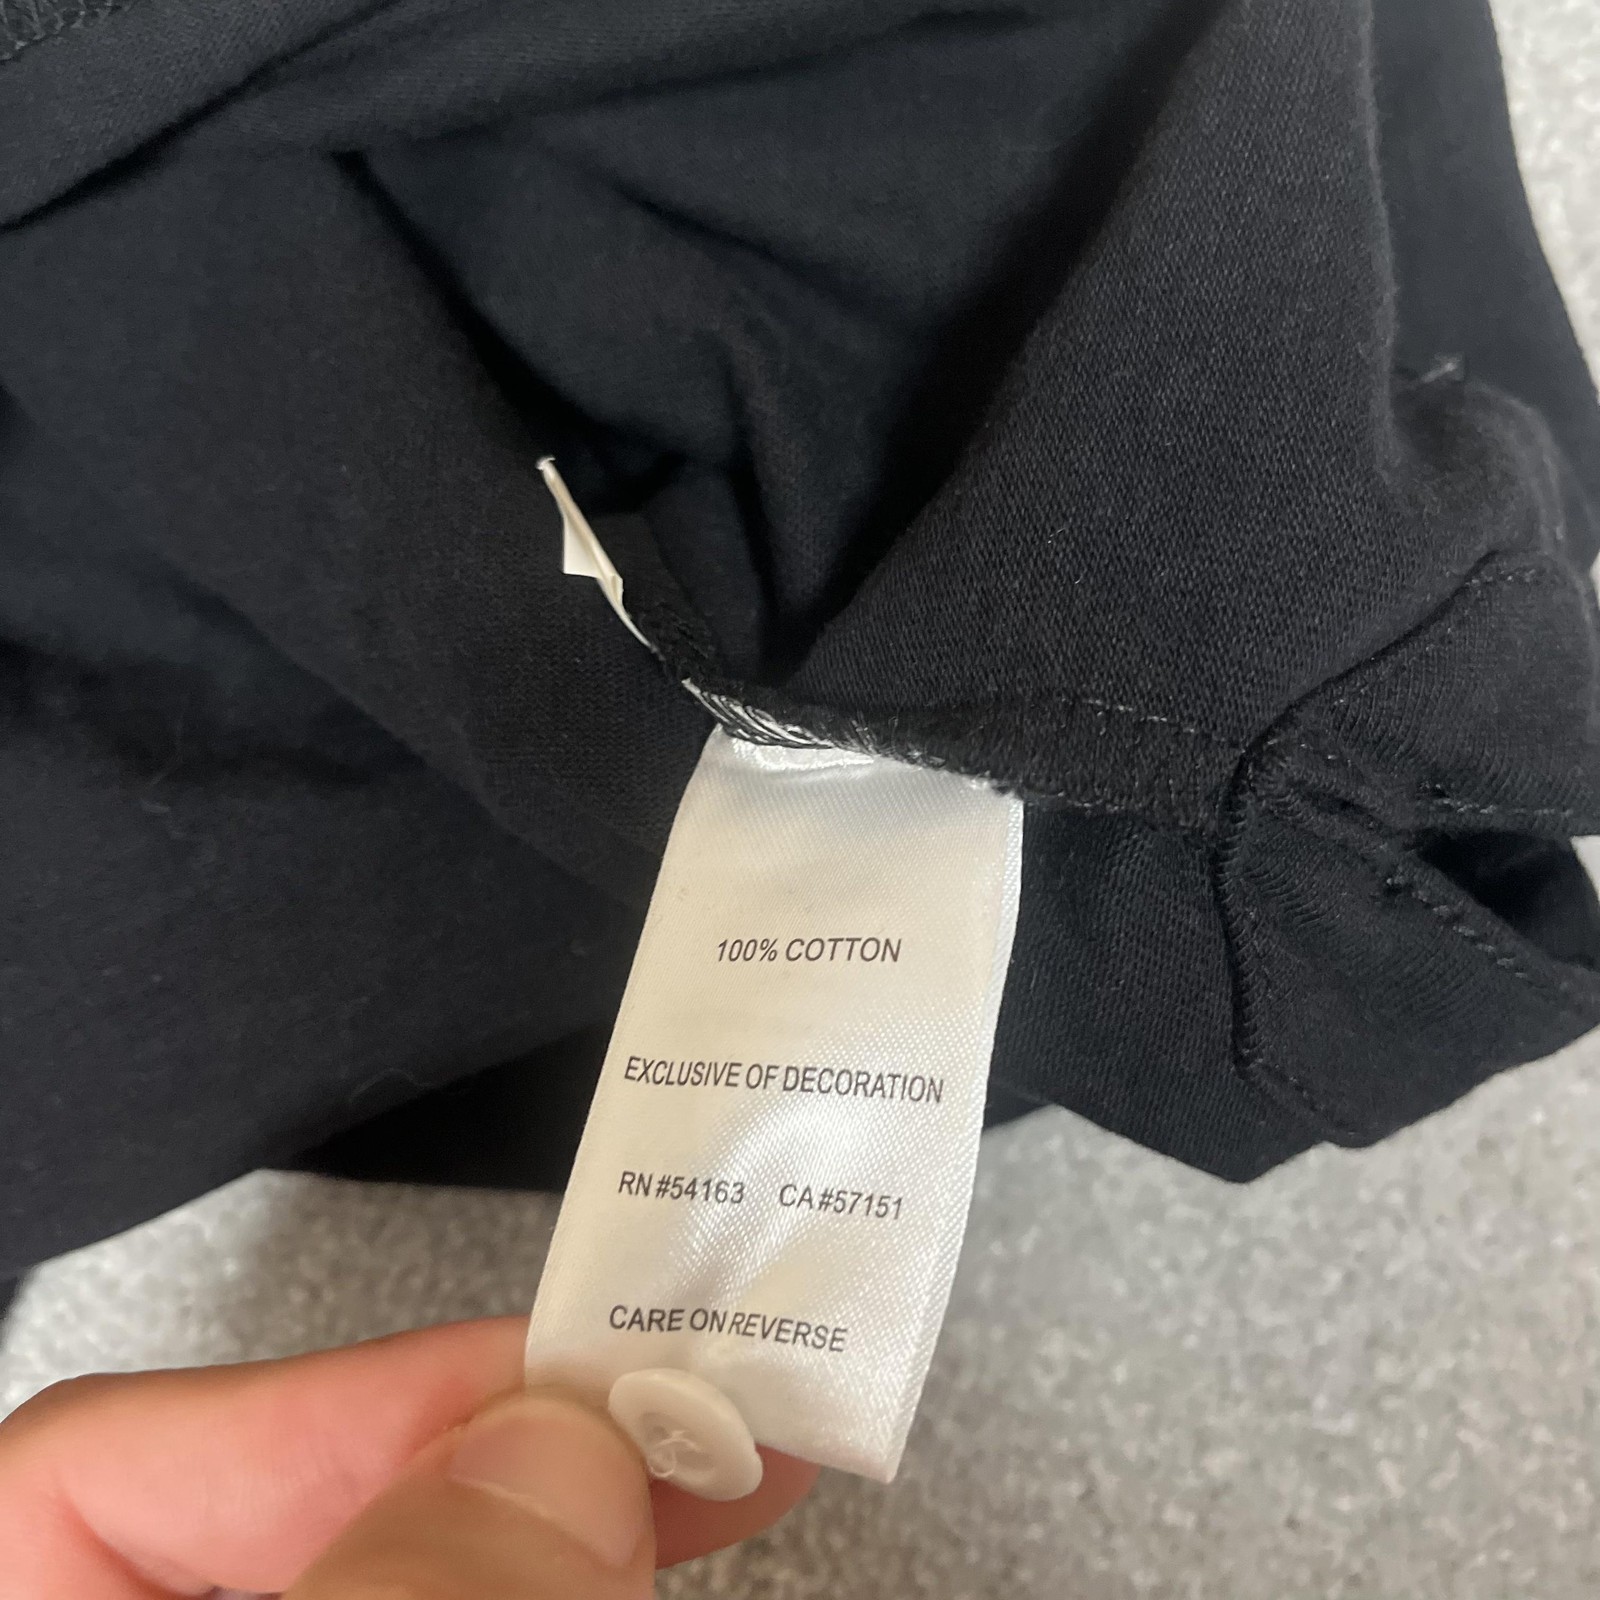 100% COTTON
EXCLUSIVE OF DECORATION
RN#54163 CA#57151
CARE ON REVERSE